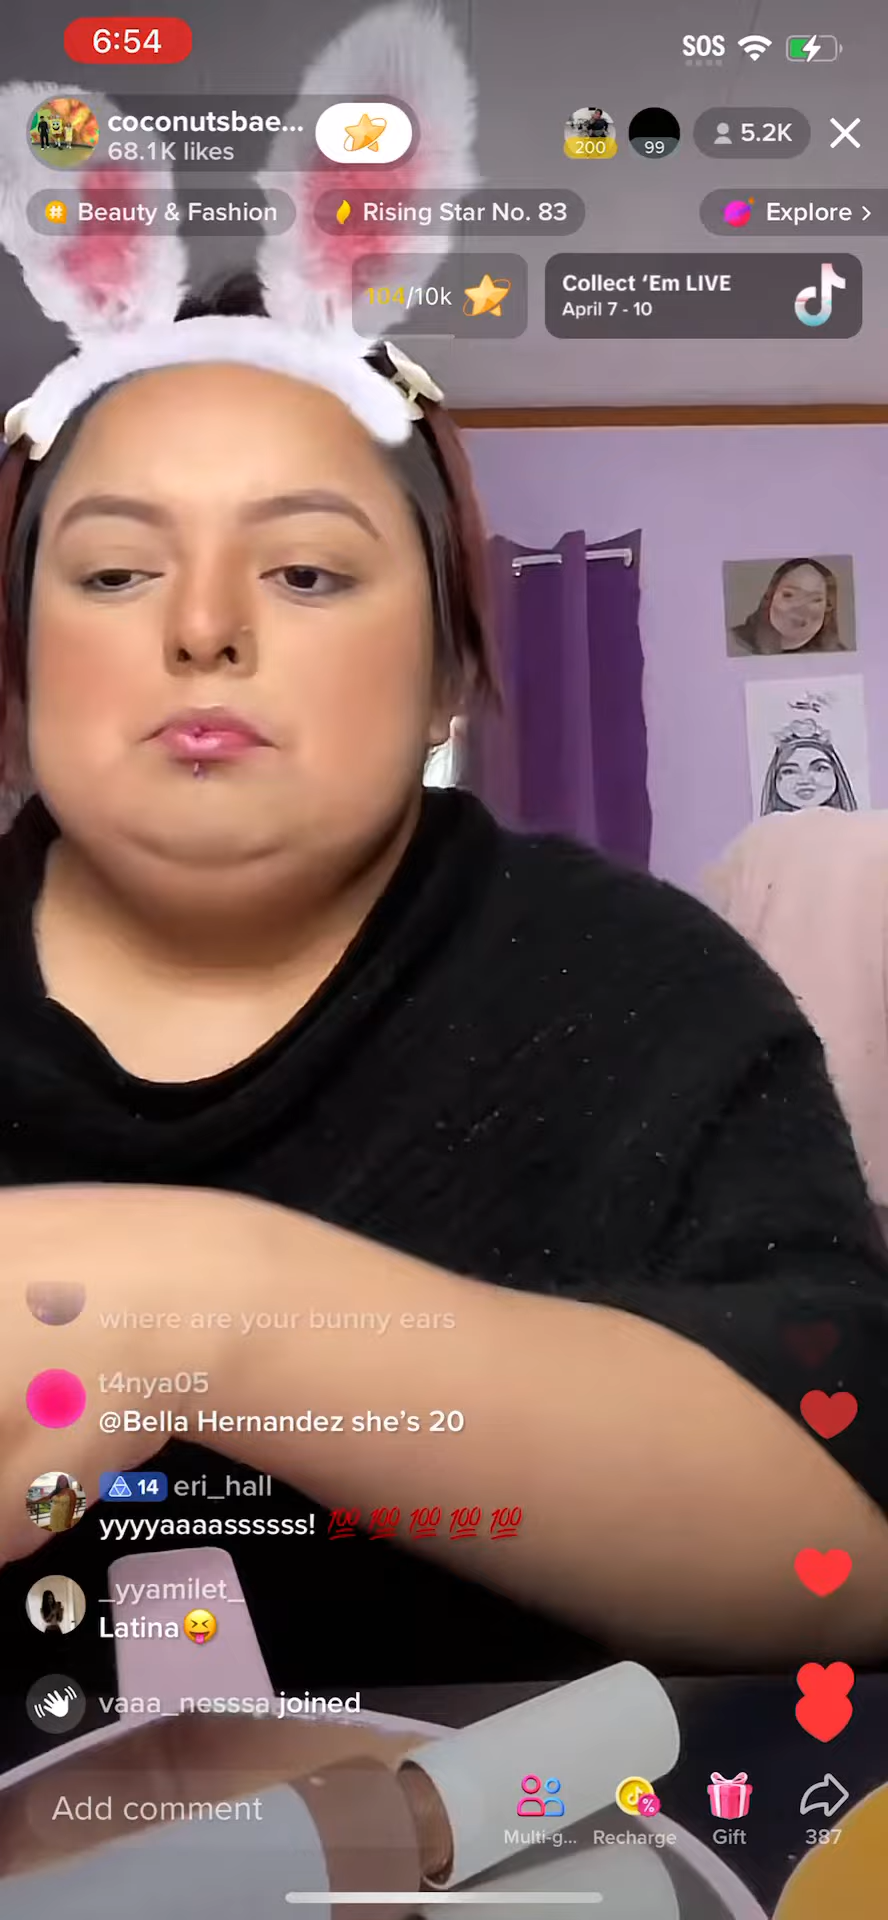 6:54
SOS
coconutsbae...
68.1K likes
200
99
5.2K
Beauty & Fashion
Rising Star No. 83
Explore >
104/10k
Collect ‘Em LIVE
April 7 - 10
where are your bunny ears
t4nya05
@Bella Hernandez she’s 20
14 eri_hall
yyyyaaaassssss! 💯 💯 💯 💯 💯
_yyamilet_
Latina😝
vaaa_nesssa joined
Add comment
Multi-g...
Recharge
Gift
387